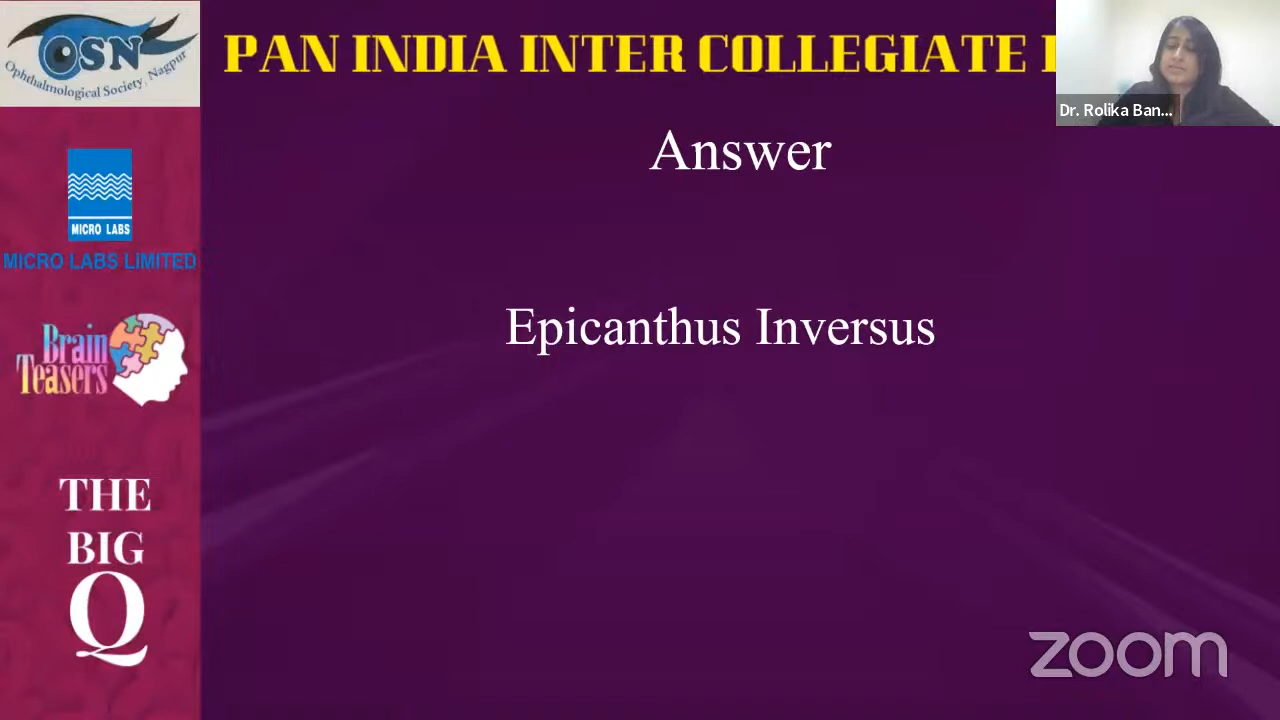 OSN
Ophthalmological Society, Nagpur
PAN INDIA INTER COLLEGIATE
Dr. Rolika Ban...
Answer
MICRO LABS
MICRO LABS LIMITED
Epicanthus Inversus
Brain
Teasers
THE
BIG
Q
zoom